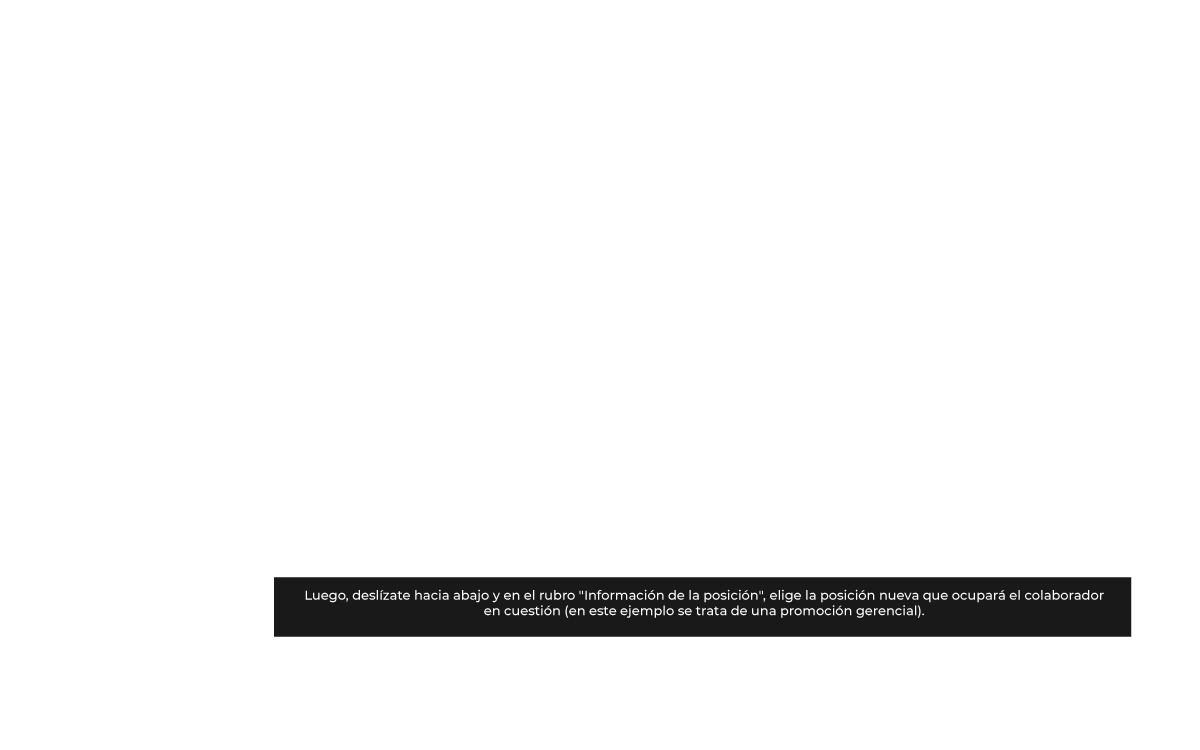 Luego, deslízate hacia abajo y en el rubro "Información de la posición", elige la posición nueva que ocupará el colaborador
en cuestión (en este ejemplo se trata de una promoción gerencial).